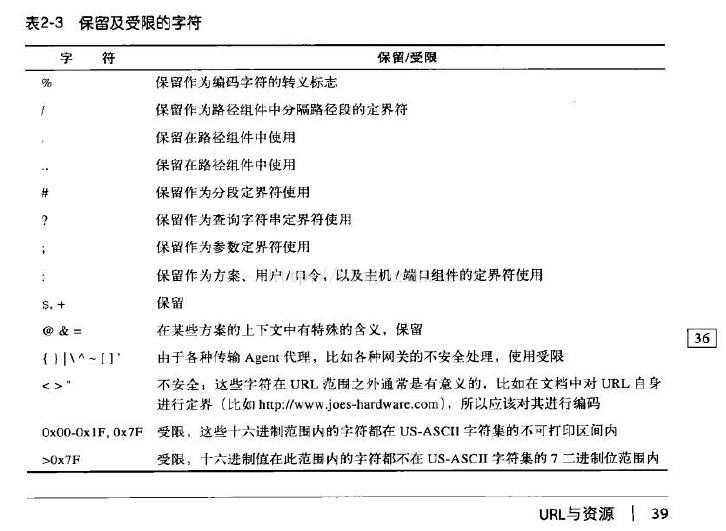 表2-3 保留及受限的字符
字 符 保留/受限
% 保留作为编码字符的转义标志
/ 保留作为路径组件中分隔路径段的定界符
. 保留在路径组件中使用
.. 保留在路径组件中使用
# 保留作为分段定界符使用
? 保留作为查询字符串定界符使用
; 保留作为参数定界符使用
: 保留作为方案、用户/口令，以及主机/端口组件的定界符使用
$, + 保留
@ & = 在某些方案的上下文中有特殊的含义，保留
{ } | \ ^ ~ [ ] ' 由于各种传输 Agent 代理，比如各种网关的不安全处理，使用受限
< > " 不安全；这些字符在 URL 范围之外通常是有意义的，比如在文档中对 URL 自身
进行定界（比如 http://www.joes-hardware.com），所以应该对其进行编码
0x00-0x1F, 0x7F 受限，这些十六进制范围内的字符都在 US-ASCII 字符集的不可打印区间内
>0x7F 受限，十六进制值在此范围内的字符都不在 US-ASCII 字符集的 7 二进制位范围内
36
URL与资源 | 39